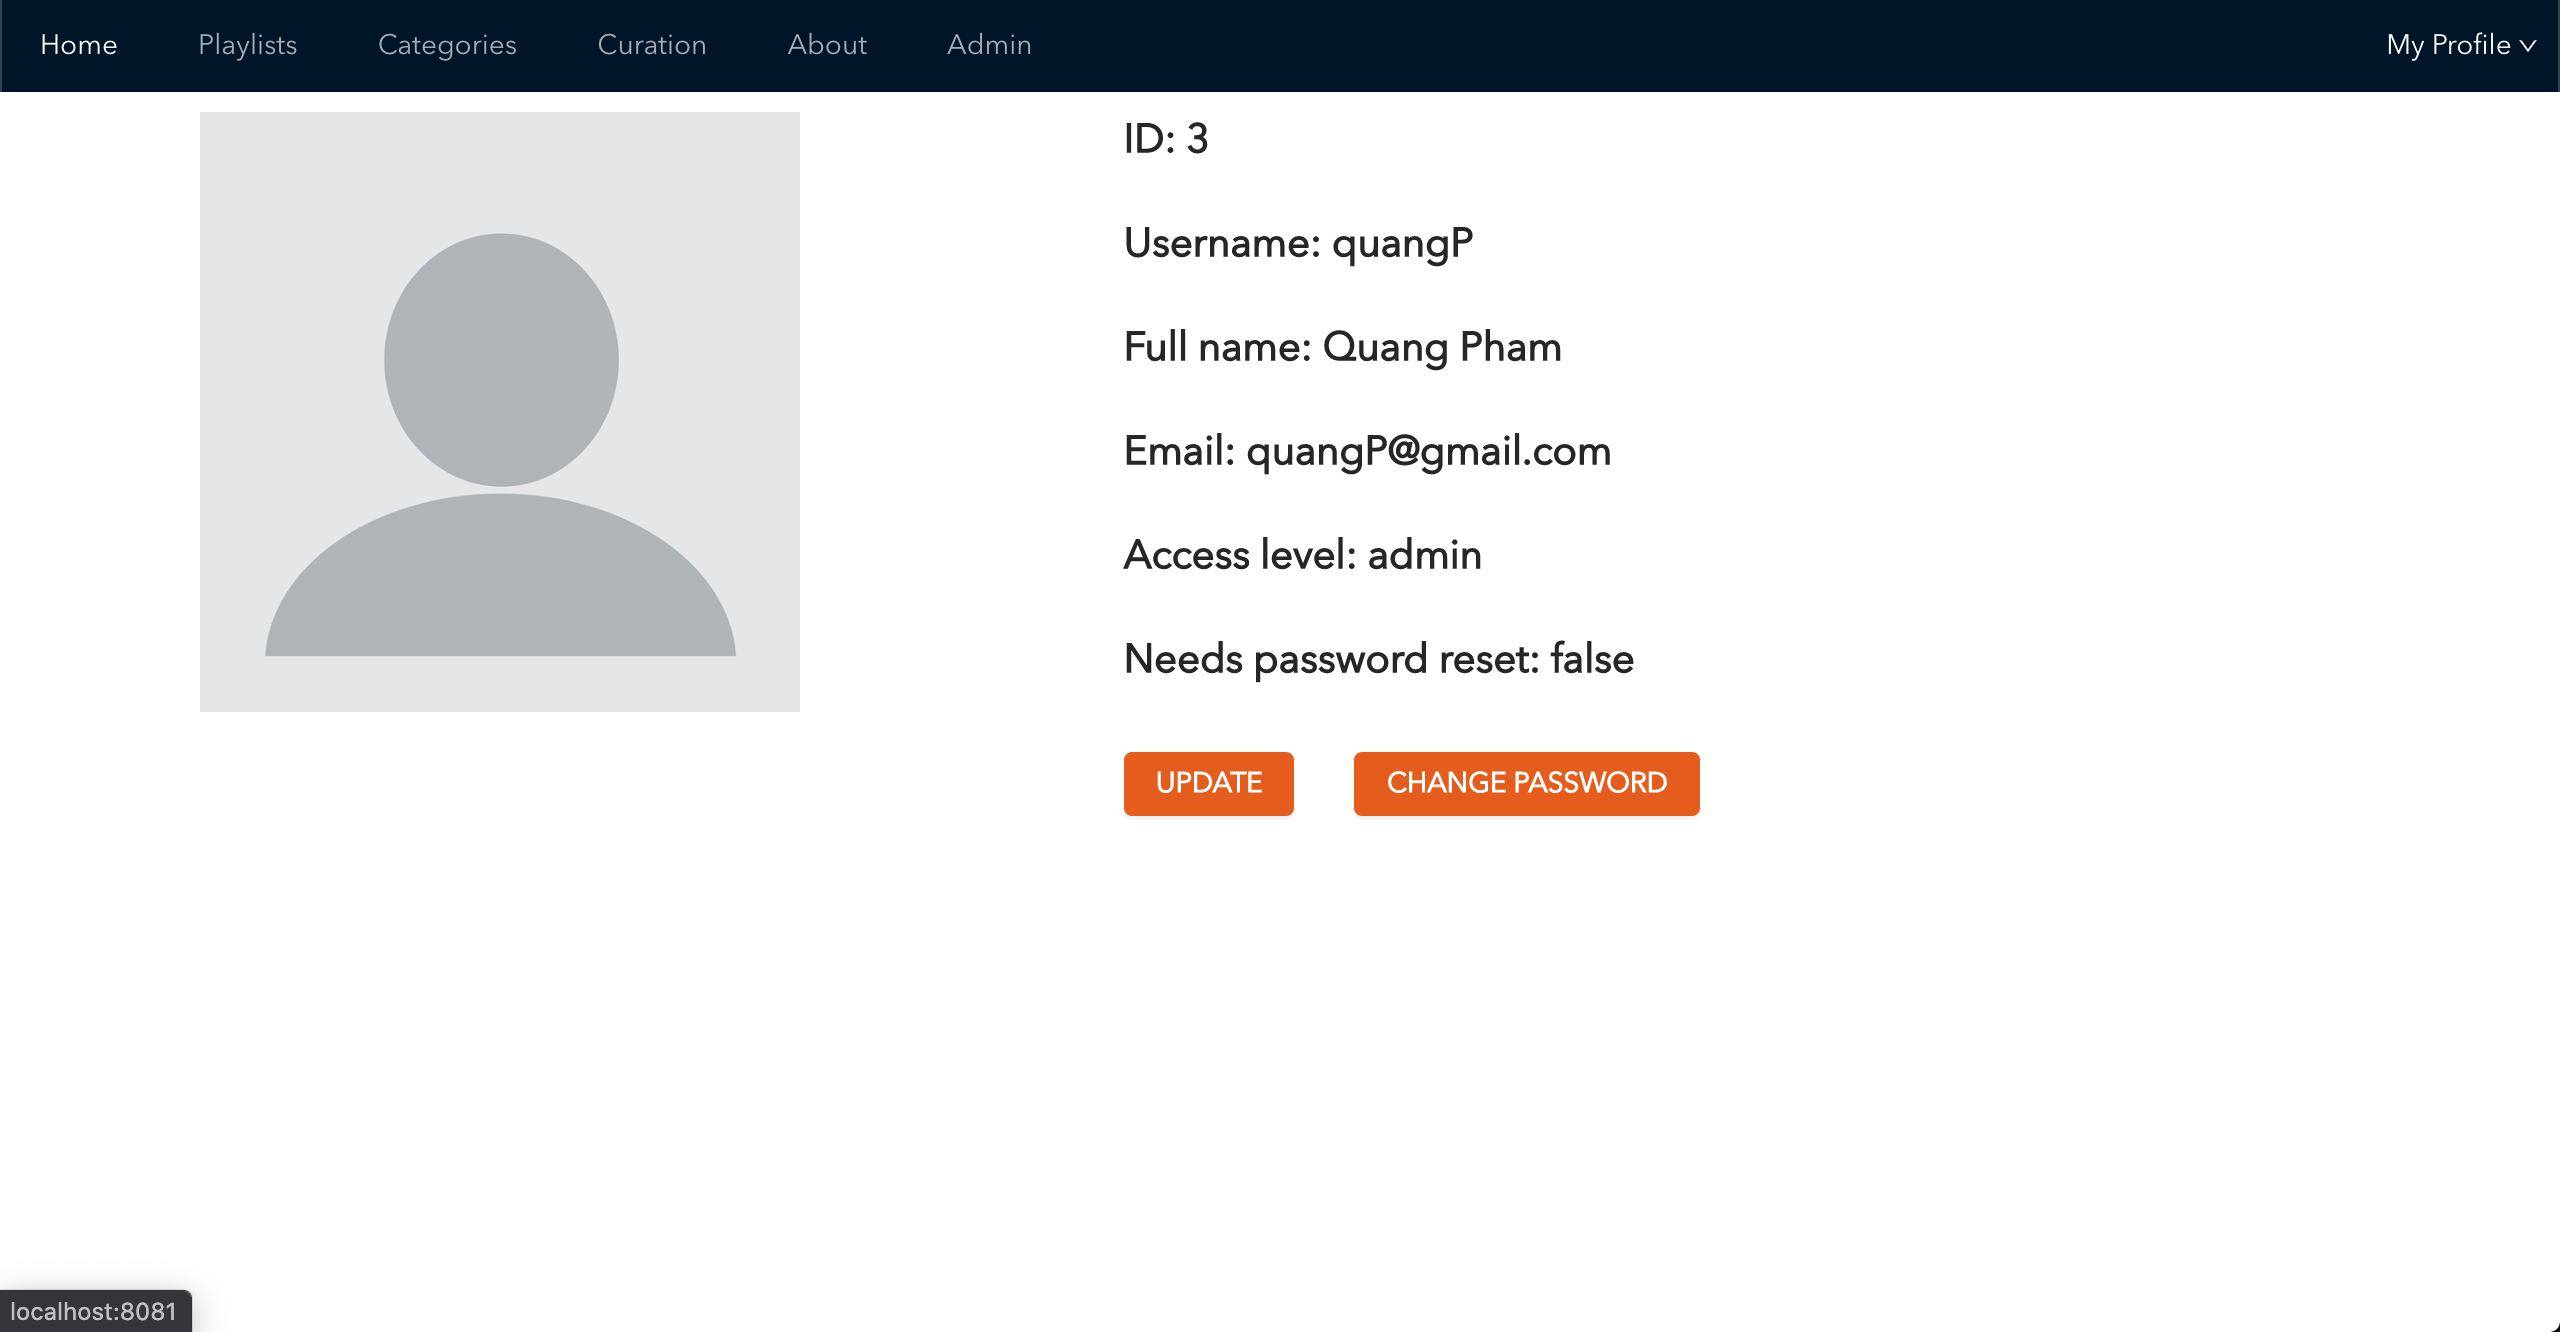 Home Playlists Categories Curation About Admin My Profile
ID: 3
Username: quangP
Full name: Quang Pham
Email: quangP@gmail.com
Access level: admin
Needs password reset: false
UPDATE CHANGE PASSWORD
localhost:8081